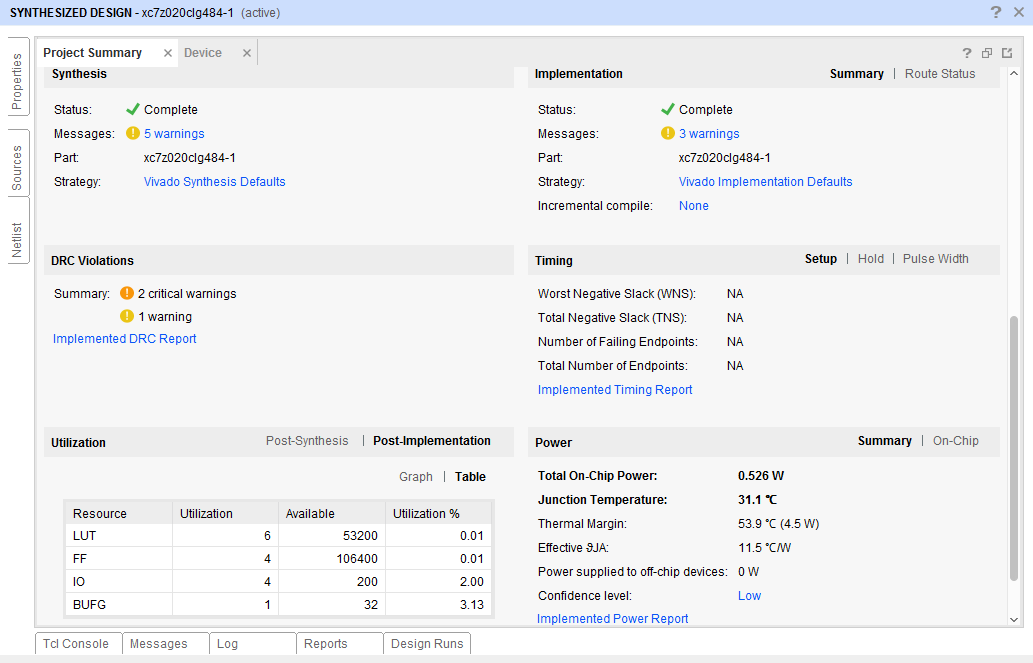 SYNTHESIZED DESIGN - xc7z020clg484-1 (active) ? ×
Properties
Sources
Netlist
Project Summary × Device × ?
Synthesis
Status: Complete
Messages: 5 warnings
Part: xc7z020clg484-1
Strategy: Vivado Synthesis Defaults
Implementation Summary | Route Status
Status: Complete
Messages: 3 warnings
Part: xc7z020clg484-1
Strategy: Vivado Implementation Defaults
Incremental compile: None
DRC Violations
Summary: 2 critical warnings
1 warning
Implemented DRC Report
Timing Setup | Hold | Pulse Width
Worst Negative Slack (WNS): NA
Total Negative Slack (TNS): NA
Number of Failing Endpoints: NA
Total Number of Endpoints: NA
Implemented Timing Report
Utilization Post-Synthesis | Post-Implementation
Graph | Table
Resource Utilization Available Utilization %
LUT 6 53200 0.01
FF 4 106400 0.01
IO 4 200 2.00
BUFG 1 32 3.13
Power Summary | On-Chip
Total On-Chip Power: 0.526 W
Junction Temperature: 31.1 ℃
Thermal Margin: 53.9 ℃ (4.5 W)
Effective ϑJA: 11.5 ℃/W
Power supplied to off-chip devices: 0 W
Confidence level: Low
Implemented Power Report
Tcl Console Messages Log Reports Design Runs